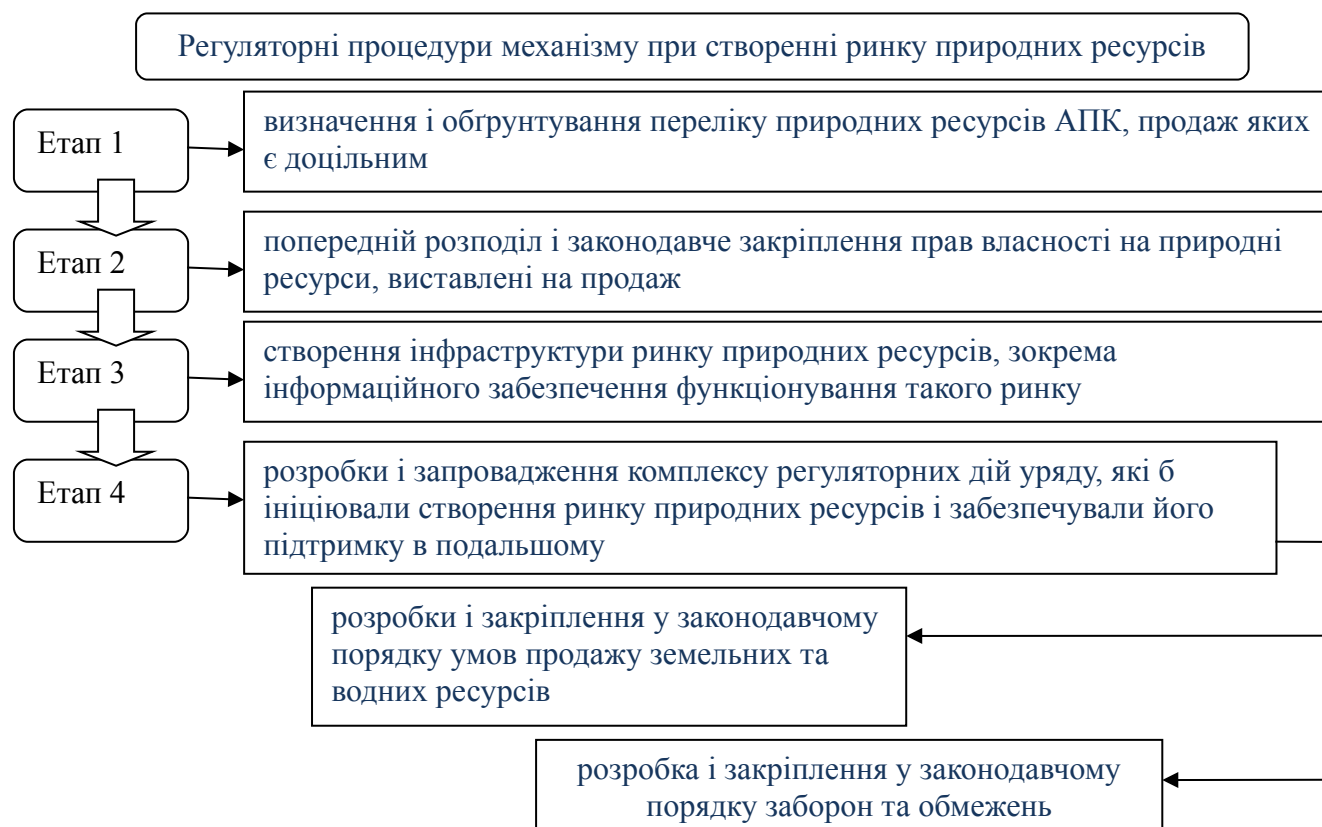 Регуляторні процедури механізму при створенні ринку природних ресурсів
Етап 1
визначення і обґрунтування переліку природних ресурсів АПК, продаж яких
є доцільним
Етап 2
попередній розподіл і законодавче закріплення прав власності на природні
ресурси, виставлені на продаж
Етап 3
створення інфраструктури ринку природних ресурсів, зокрема
інформаційного забезпечення функціонування такого ринку
Етап 4
розробки і запровадження комплексу регуляторних дій уряду, які б
ініціювали створення ринку природних ресурсів і забезпечували його
підтримку в подальшому
розробки і закріплення у законодавчому
порядку умов продажу земельних та
водних ресурсів
розробка і закріплення у законодавчому
порядку заборон та обмежень